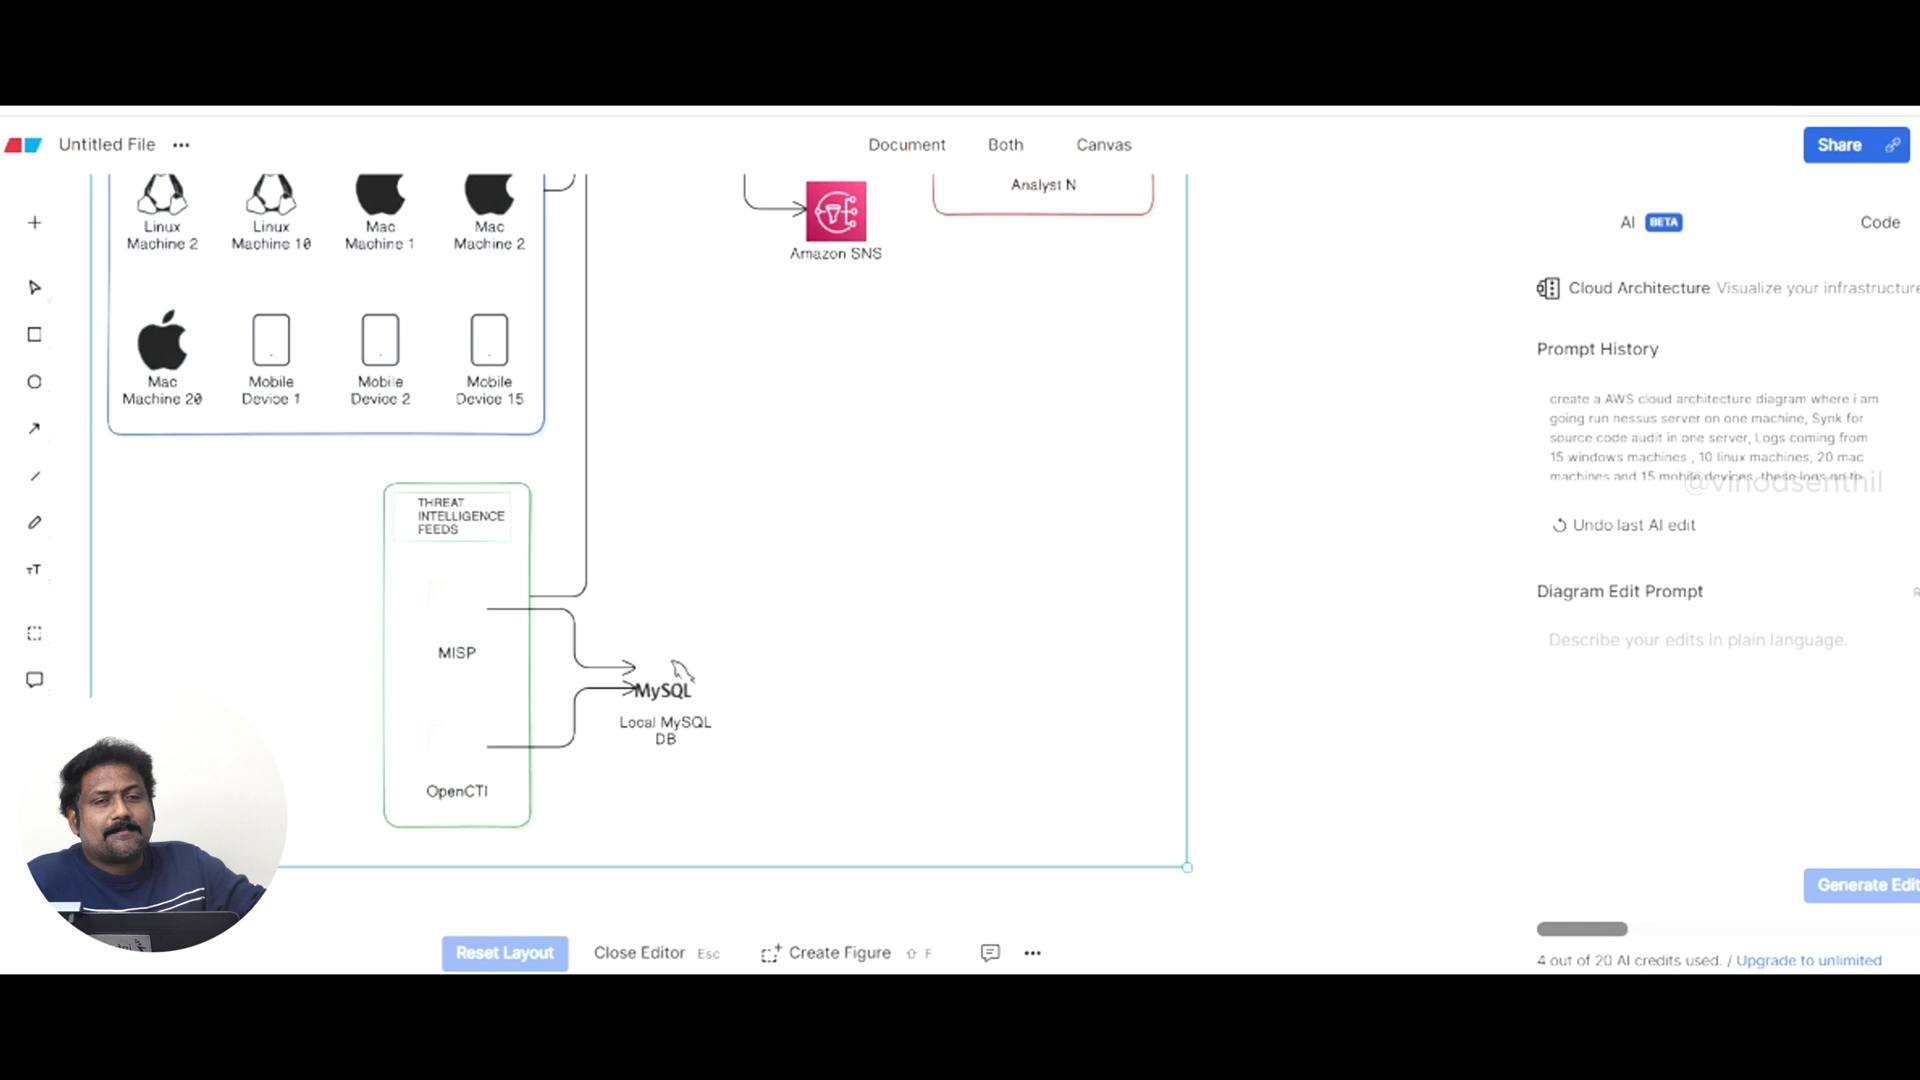 Untitled File
Document
Both
Canvas
Share
Linux
Machine 2
Linux
Machine 10
Mac
Machine 1
Mac
Machine 2
Analyst N
Amazon SNS
AI BETA
Code
Cloud Architecture Visualize your infrastructure
Prompt History
create a AWS cloud architecture diagram where i am
going run nessus server on one machine, Synk for
source code audit in one server, Logs coming from
15 windows machines , 10 linux machines, 20 mac
machines and 15 mobile devices, these logs go to
@vinodsenthil
Mac
Machine 20
Mobile
Device 1
Mobile
Device 2
Mobile
Device 15
Undo last AI edit
THREAT
INTELLIGENCE
FEEDS
Diagram Edit Prompt
Describe your edits in plain language.
MISP
MySQL
Local MySQL
DB
OpenCTI
Generate Edit
Reset Layout
Close Editor Esc
Create Figure ⇧ F
4 out of 20 AI credits used. / Upgrade to unlimited